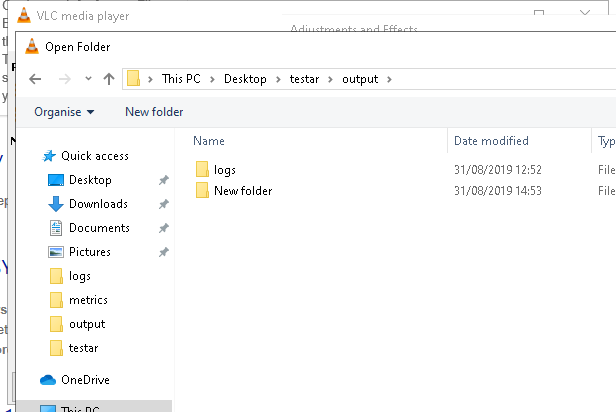 VLC media player
Adjustments and Effects
Open Folder
This PC > Desktop > testar > output >
Organise New folder
Name Date modified Typ
Quick access
Desktop
Downloads
Documents
Pictures
logs
metrics
output
testar
OneDrive
This PC
logs 31/08/2019 12:52 File
New folder 31/08/2019 14:53 File